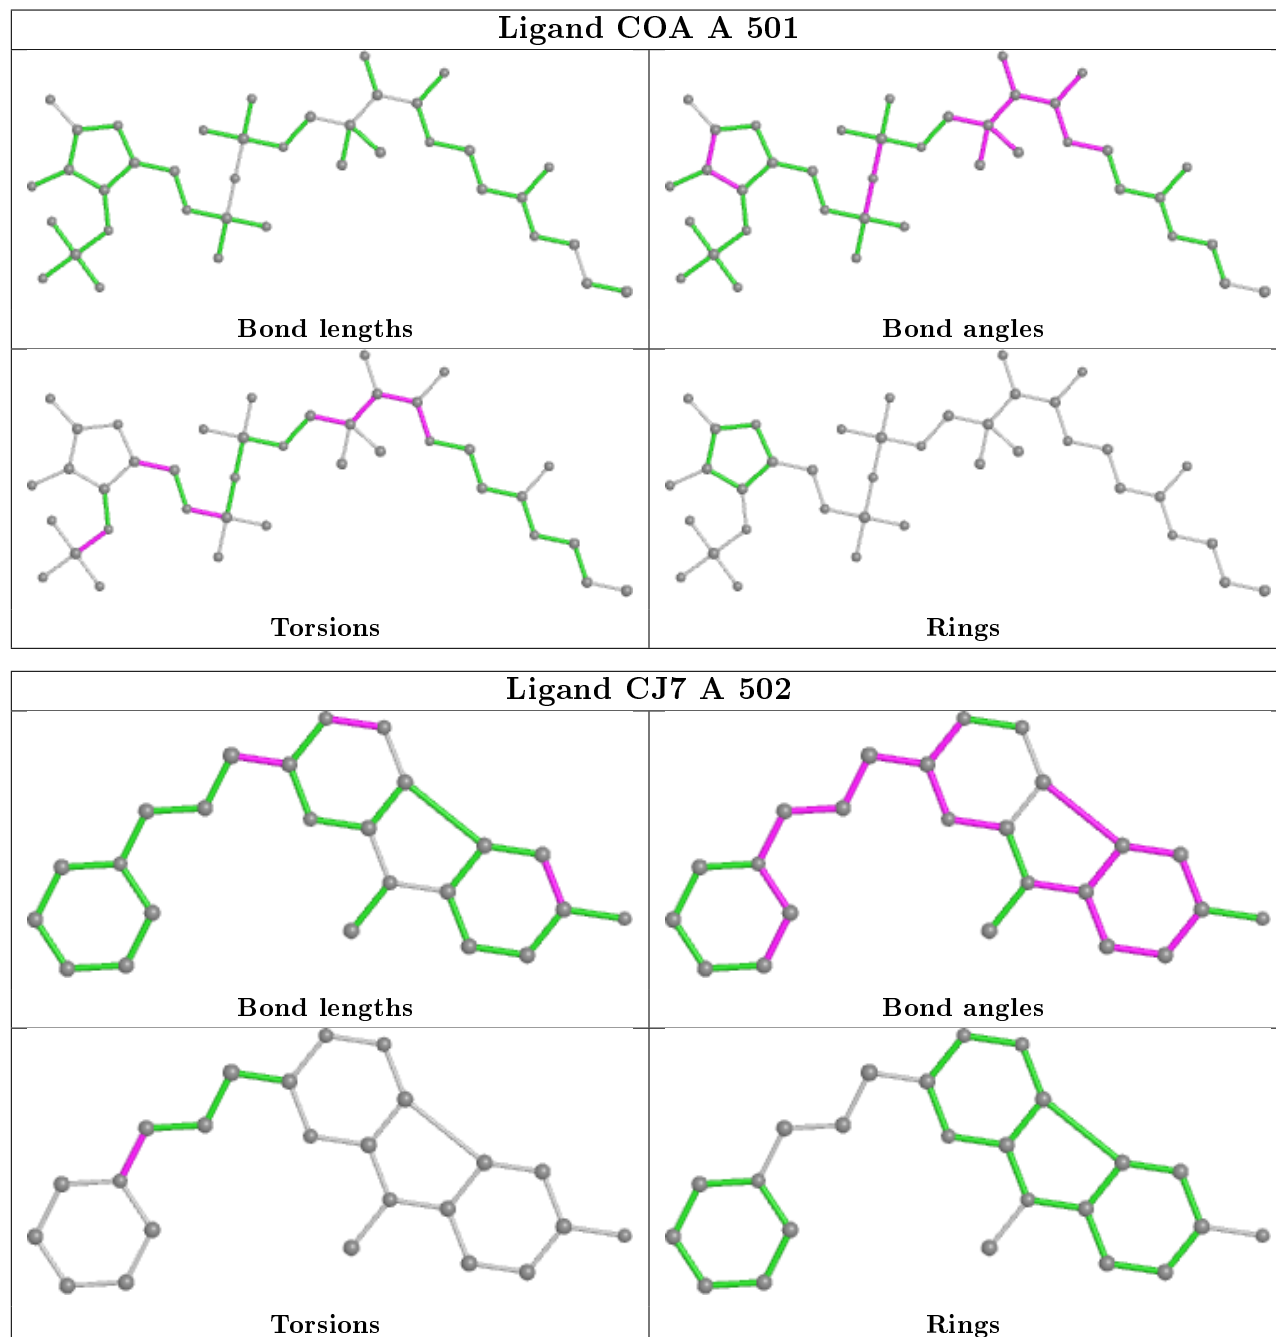 Ligand COA A 501
Bond lengths
Bond angles
Torsions
Rings
Ligand CJ7 A 502
Bond lengths
Bond angles
Torsions
Rings